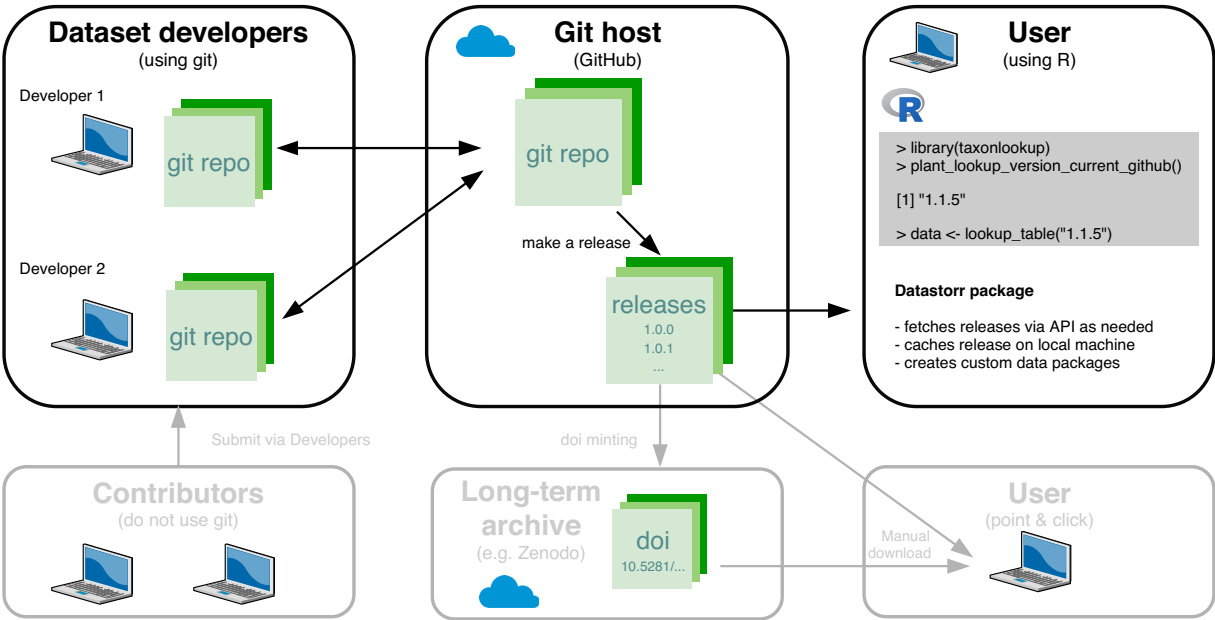 Dataset developers
(using git)
Developer 1
git repo
Developer 2
git repo
Git host
(GitHub)
git repo
make a release
releases
1.0.0
1.0.1
...
User
(using R)
R
> library(taxonlookup)
> plant_lookup_version_current_github()
[1] "1.1.5"
> data <- lookup_table("1.1.5")
Datastorr package
- fetches releases via API as needed
- caches release on local machine
- creates custom data packages
Submit via Developers
doi minting
Contributors
(do not use git)
Long-term
archive
(e.g. Zenodo)
doi
10.5281/...
Manual
download
User
(point & click)